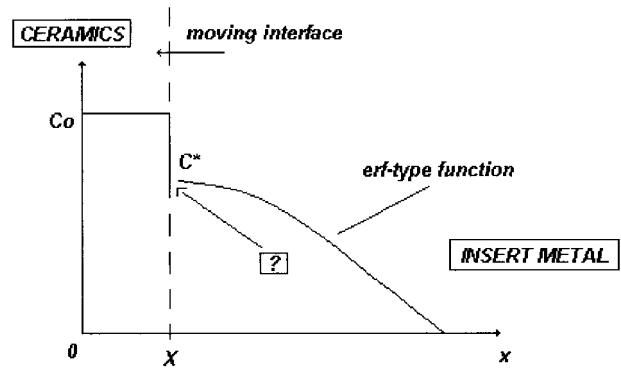 CERAMICS
moving interface
Co
C*
erf-type function
?
INSERT METAL
0
X
x